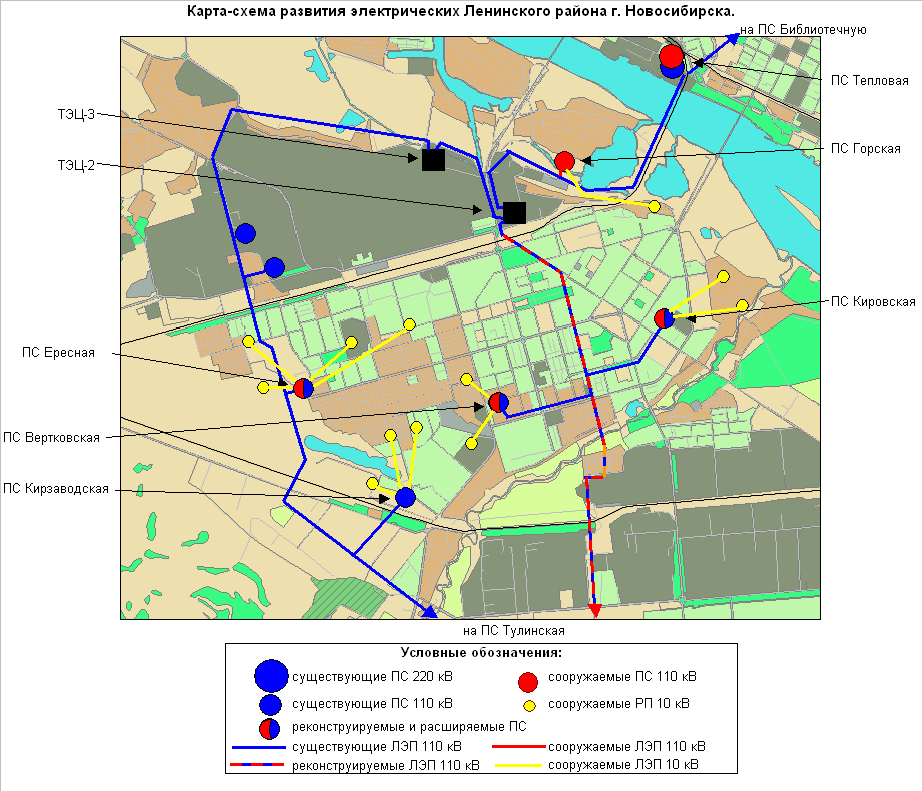 Карта-схема развития электрических Ленинского района г. Новосибирска.
на ПС Библиотечную
ПС Тепловая
ТЭЦ-3
ПС Горская
ТЭЦ-2
ПС Кировская
ПС Ересная
ПС Вертковская
ПС Кирзаводская
на ПС Тулинская
Условные обозначения:
существующие ПС 220 кВ
сооружаемые ПС 110 кВ
существующие ПС 110 кВ
сооружаемые РП 10 кВ
реконструируемые и расширяемые ПС
существующие ЛЭП 110 кВ
сооружаемые ЛЭП 110 кВ
реконструируемые ЛЭП 110 кВ
сооружаемые ЛЭП 10 кВ